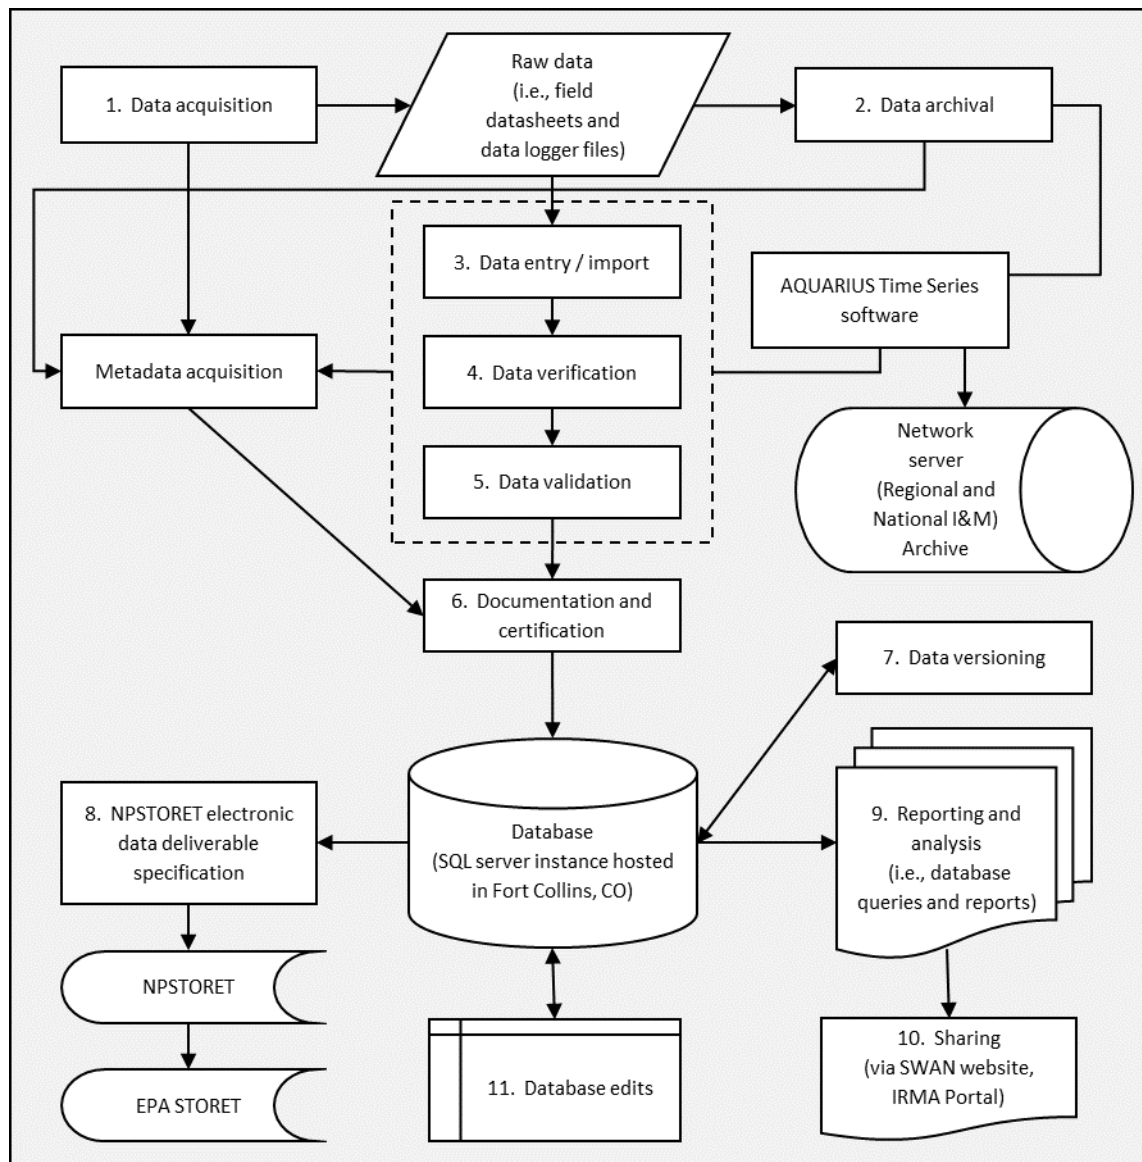 1. Data acquisition
Raw data
(i.e., field
datasheets and
data logger files)
2. Data archival
3. Data entry / import
AQUARIUS Time Series
software
Metadata acquisition
4. Data verification
5. Data validation
Network
server
(Regional and
National I&M)
Archive
6. Documentation and
certification
7. Data versioning
8. NPSTORET electronic
data deliverable
specification
Database
(SQL server instance hosted
in Fort Collins, CO)
9. Reporting and
analysis
(i.e., database
queries and reports)
NPSTORET
EPA STORET
11. Database edits
10. Sharing
(via SWAN website,
IRMA Portal)